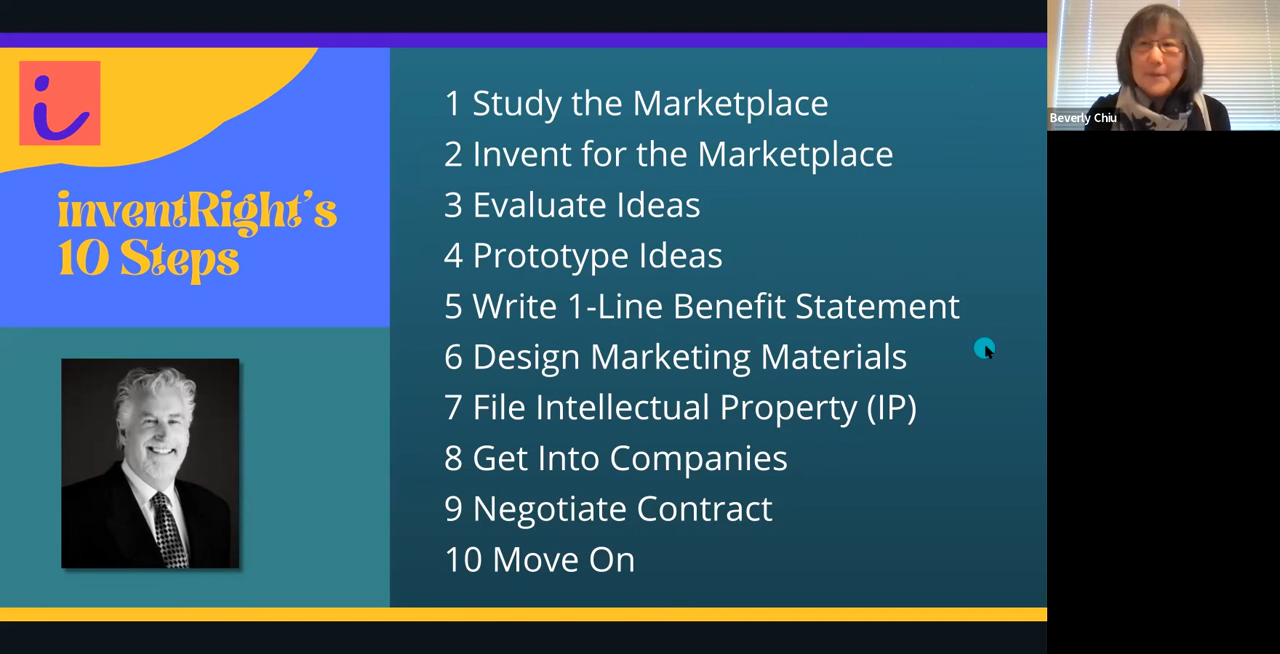 inventRight's
10 Steps
1 Study the Marketplace
2 Invent for the Marketplace
3 Evaluate Ideas
4 Prototype Ideas
5 Write 1-Line Benefit Statement
6 Design Marketing Materials
7 File Intellectual Property (IP)
8 Get Into Companies
9 Negotiate Contract
10 Move On
Beverly Chiu